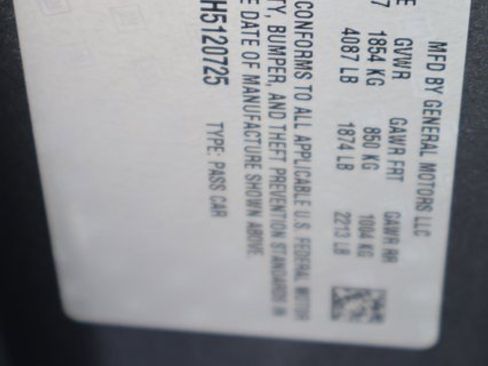 MFD BY GENERAL MOTORS LLC
E GVWR GAWR FRT GAWR RR
7 1854 KG 850 KG 1004 KG
4087 LB 1874 LB 2213 LB
CONFORMS TO ALL APPLICABLE U.S. FEDERAL MOTOR
TY, BUMPER, AND THEFT PREVENTION STANDARDS IN
E DATE OF MANUFACTURE SHOWN ABOVE.
H5120725 TYPE: PASS CAR